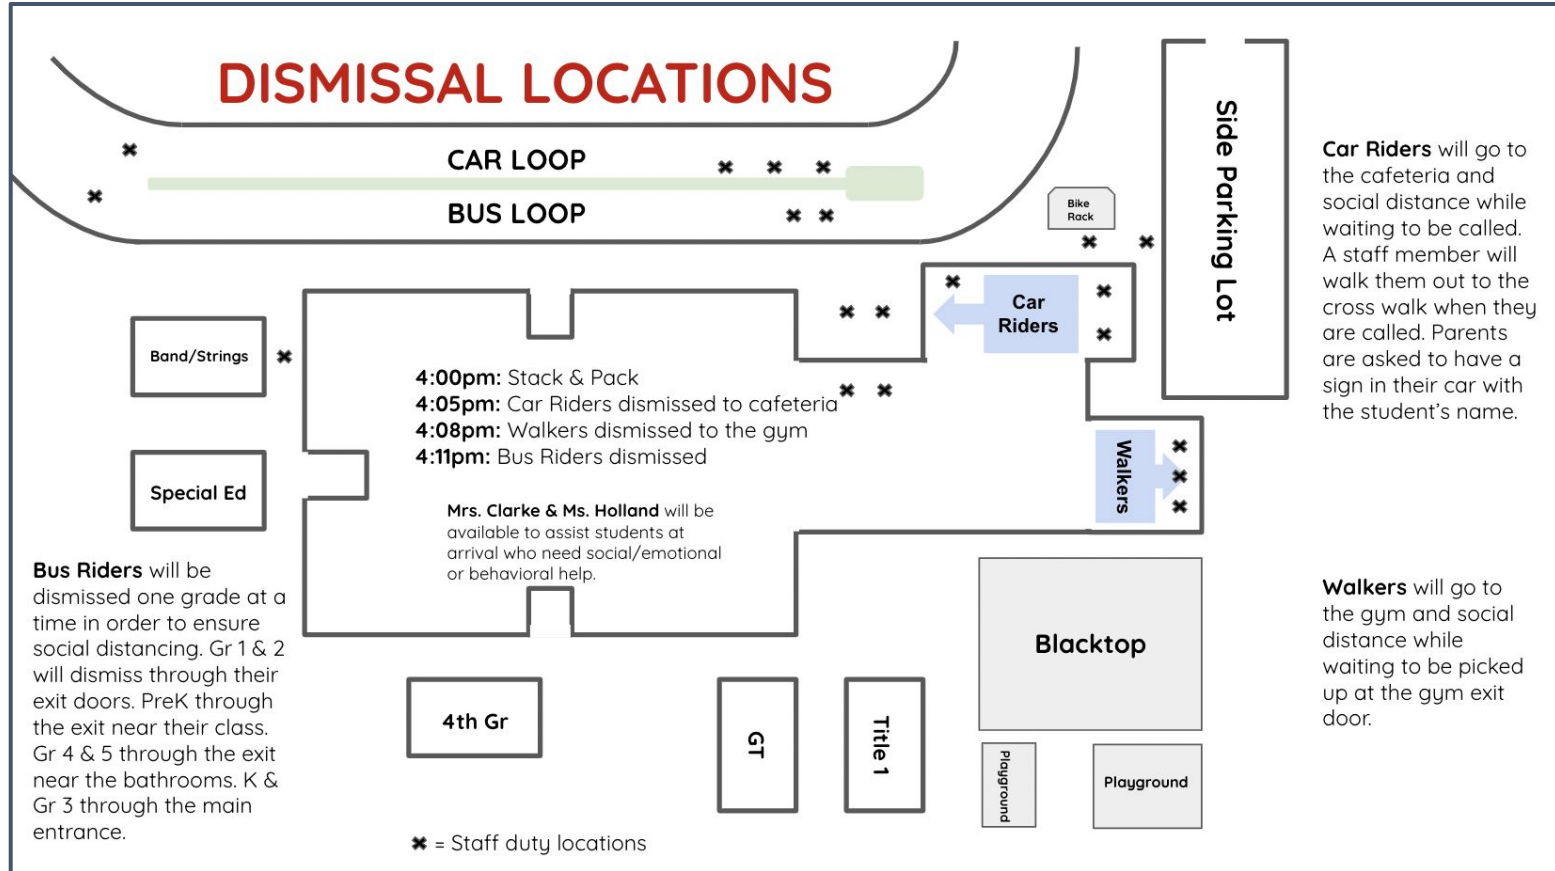 DISMISSAL LOCATIONS
CAR LOOP
BUS LOOP
Bike
Rack
Side Parking Lot
Car
Riders
Band/Strings
Special Ed
4:00pm: Stack & Pack
4:05pm: Car Riders dismissed to cafeteria
4:08pm: Walkers dismissed to the gym
4:11pm: Bus Riders dismissed
Mrs. Clarke & Ms. Holland will be
available to assist students at
arrival who need social/emotional
or behavioral help.
Walkers
Car Riders will go to
the cafeteria and
social distance while
waiting to be called.
A staff member will
walk them out to the
cross walk when they
are called. Parents
are asked to have a
sign in their car with
the student's name.
Bus Riders will be
dismissed one grade at a
time in order to ensure
social distancing. Gr 1 & 2
will dismiss through their
exit doors. PreK through
the exit near their class.
Gr 4 & 5 through the exit
near the bathrooms. K &
Gr 3 through the main
entrance.
Walkers will go to
the gym and social
distance while
waiting to be picked
up at the gym exit
door.
Blacktop
4th Gr
GT
Title 1
Playground
Playground
✖ = Staff duty locations